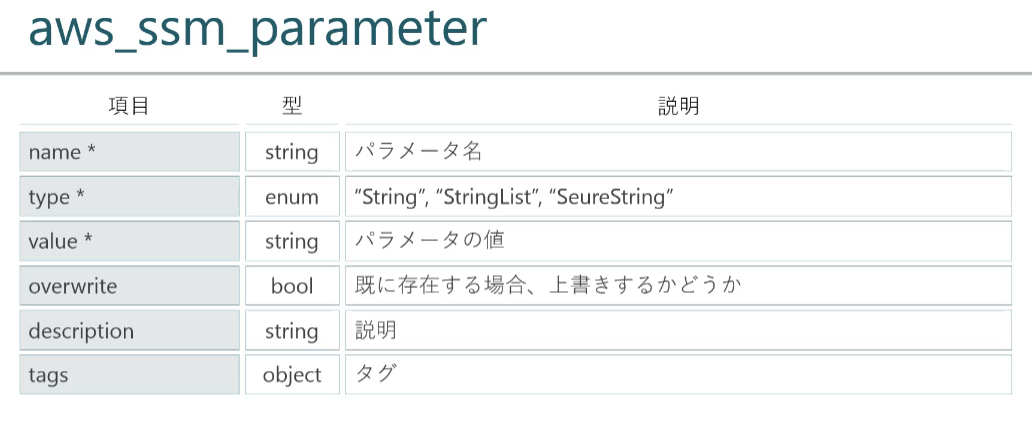 aws_ssm_parameter
項目 型 説明
name * string パラメータ名
type * enum “String”, “StringList”, “SeureString”
value * string パラメータの値
overwrite bool 既に存在する場合、上書きするかどうか
description string 説明
tags object タグ